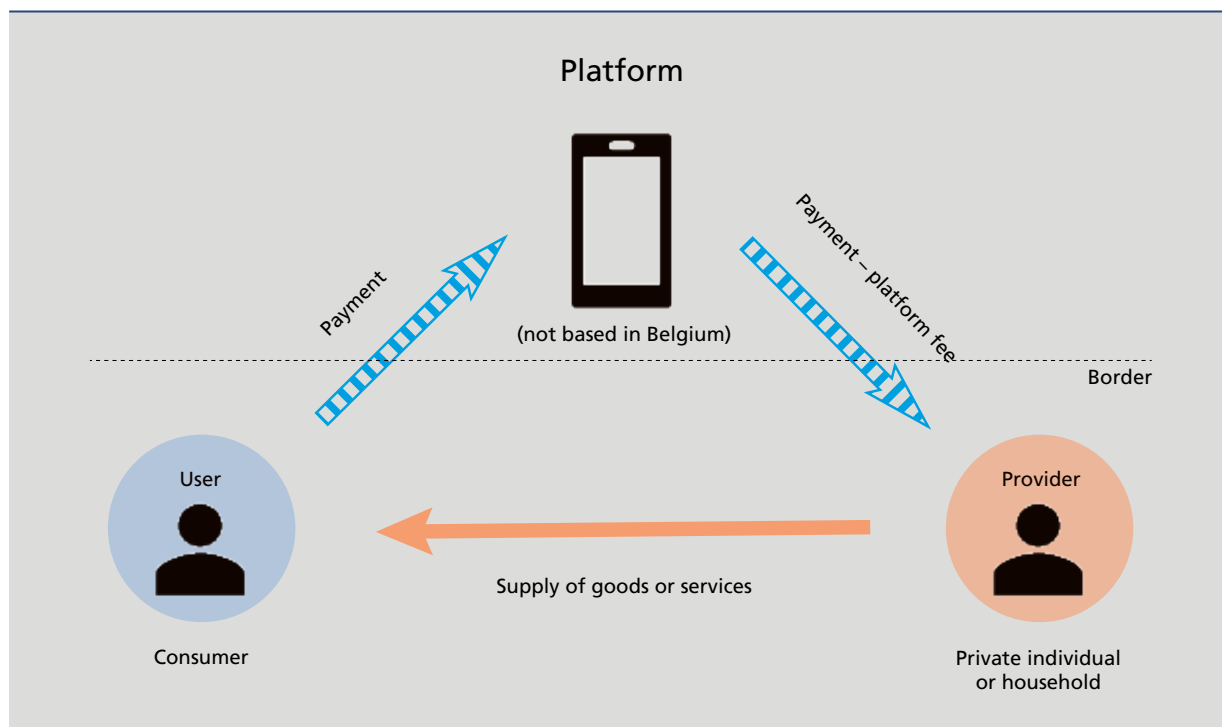 Platform
Payment
Payment – platform fee
(not based in Belgium)
Border
User
Provider
Supply of goods or services
Consumer
Private individual
or household